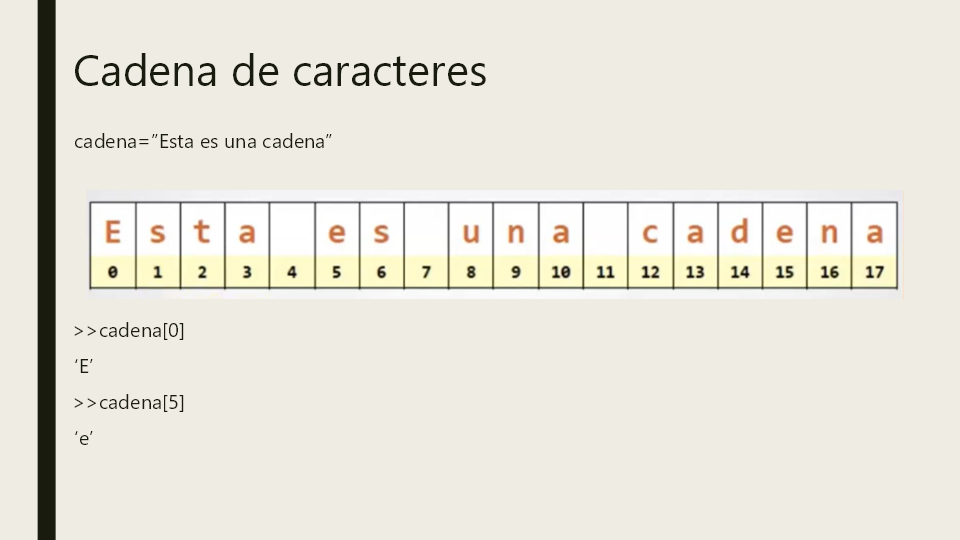 Cadena de caracteres
cadena=”Esta es una cadena”
E s t a e s u n a c a d e n a
0 1 2 3 4 5 6 7 8 9 10 11 12 13 14 15 16 17
>>cadena[0]
‘E’
>>cadena[5]
‘e’